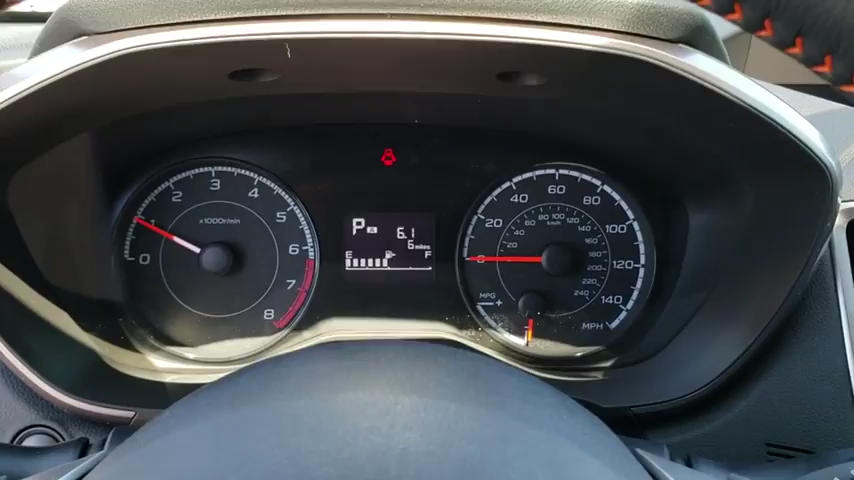 0 1 2 3 4 5 6 7 8
x1000r/min
P A 6.1
6 miles
E F
0 20 40 60 80 100 120 140
20 40 60 80 100 120 140 160 180 200 220 240
km/h
MPG
- +
MPH